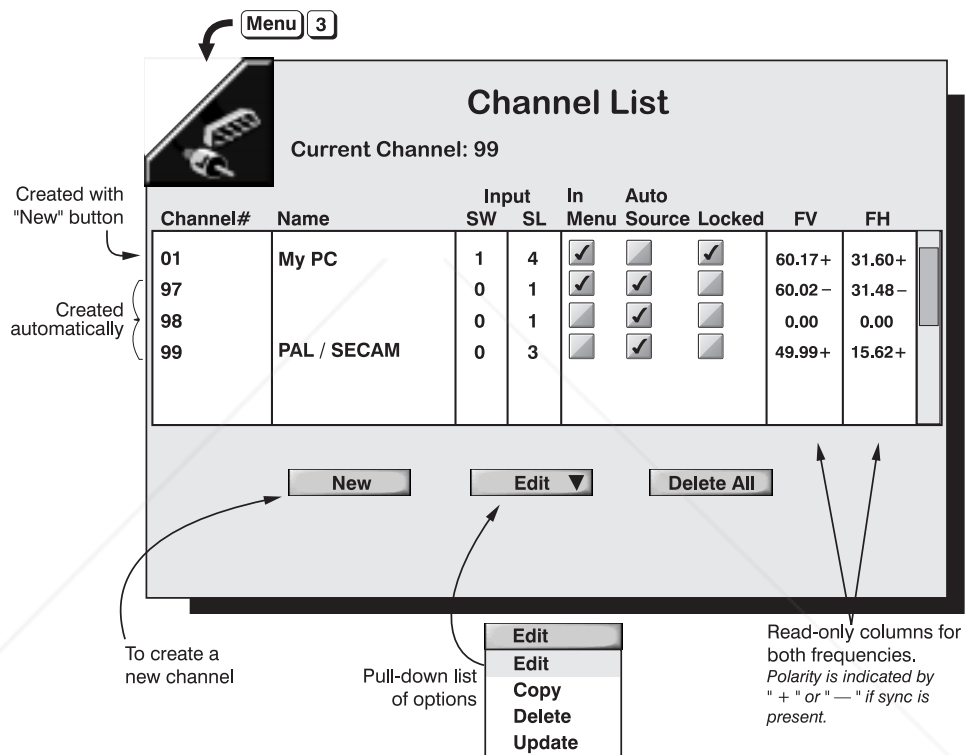 Menu 3
Channel List
Current Channel: 99
Created with
"New" button
Input In Auto
Channel# Name SW SL Menu Source Locked FV FH
01 My PC 1 4 ✓ ✓ 60.17+ 31.60+
97 0 1 ✓ ✓ 60.02– 31.48–
98 0 1 ✓ 0.00 0.00
99 PAL / SECAM 0 3 ✓ 49.99+ 15.62+
Created
automatically
New Edit ▼ Delete All
To create a
new channel
Pull-down list
of options
Edit
Edit
Copy
Delete
Update
Read-only columns for
both frequencies.
Polarity is indicated by
" + " or " — " if sync is
present.